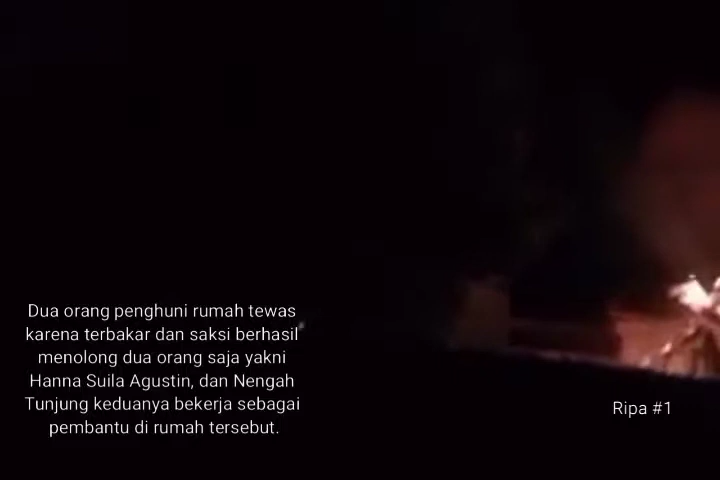 Dua orang penghuni rumah tewas
karena terbakar dan saksi berhasil
menolong dua orang saja yakni
Hanna Suila Agustin, dan Nengah
Tunjung keduanya bekerja sebagai
pembantu di rumah tersebut.
Ripa #1